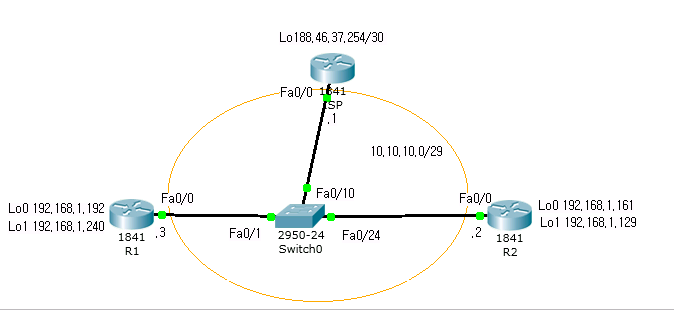 Lo188,46,37,254/30
Fa0/0
1841
ISP
.1
10,10,10,0/29
Fa0/10
Fa0/0
Fa0/0
Lo0 192,168,1,192
Lo1 192,168,1,240
Lo0 192,168,1,161
Lo1 192,168,1,129
.3
Fa0/1
2950-24
Switch0
Fa0/24
.2
1841
R1
1841
R2